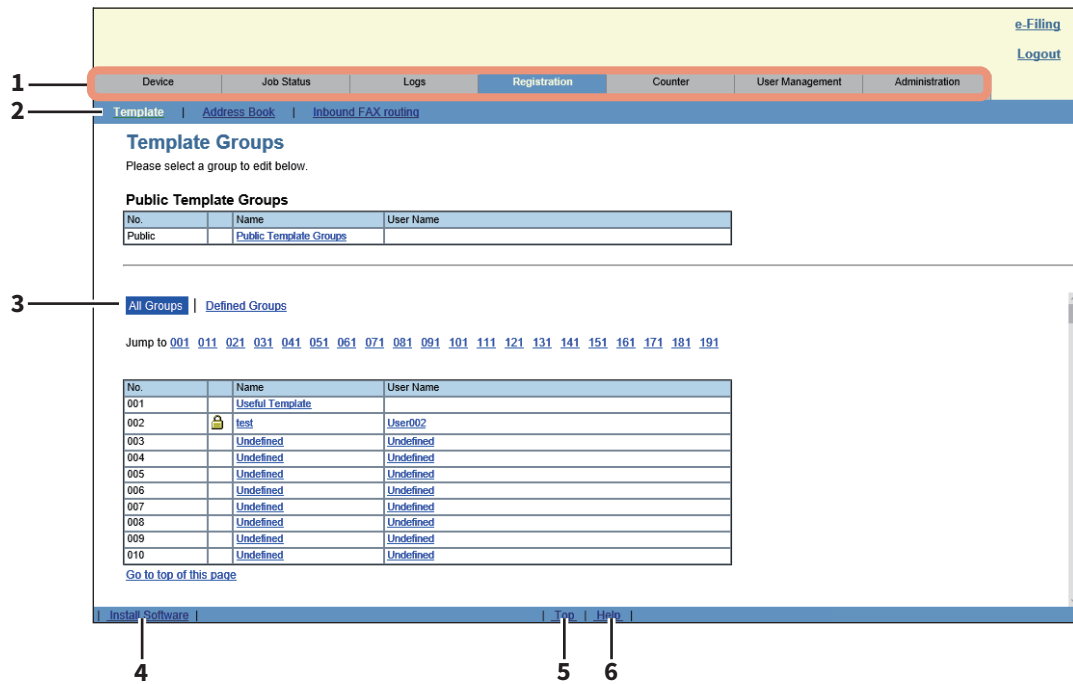 e-Filing
Logout
1
Device Job Status Logs Registration Counter User Management Administration
2
Template | Address Book | Inbound FAX routing
Template Groups
Please select a group to edit below.
Public Template Groups
No. Name User Name
Public Public Template Groups
3
All Groups | Defined Groups
Jump to 001 011 021 031 041 051 061 071 081 091 101 111 121 131 141 151 161 171 181 191
No. Name User Name
001 Useful Template
002 test User002
003 Undefined Undefined
004 Undefined Undefined
005 Undefined Undefined
006 Undefined Undefined
007 Undefined Undefined
008 Undefined Undefined
009 Undefined Undefined
010 Undefined Undefined
Go to top of this page
| Install Software | | Top | Help |
4 5 6